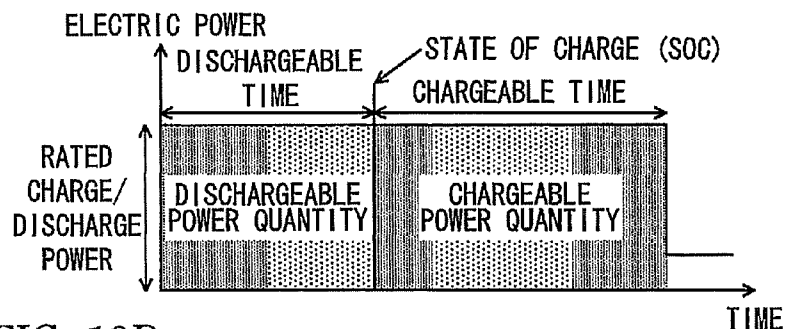 ELECTRIC POWER
DISCHARGEABLE
TIME
STATE OF CHARGE (SOC)
CHARGEABLE TIME
RATED
CHARGE/
DISCHARGE
POWER
DISCHARGEABLE
POWER QUANTITY
CHARGEABLE
POWER QUANTITY
TIME